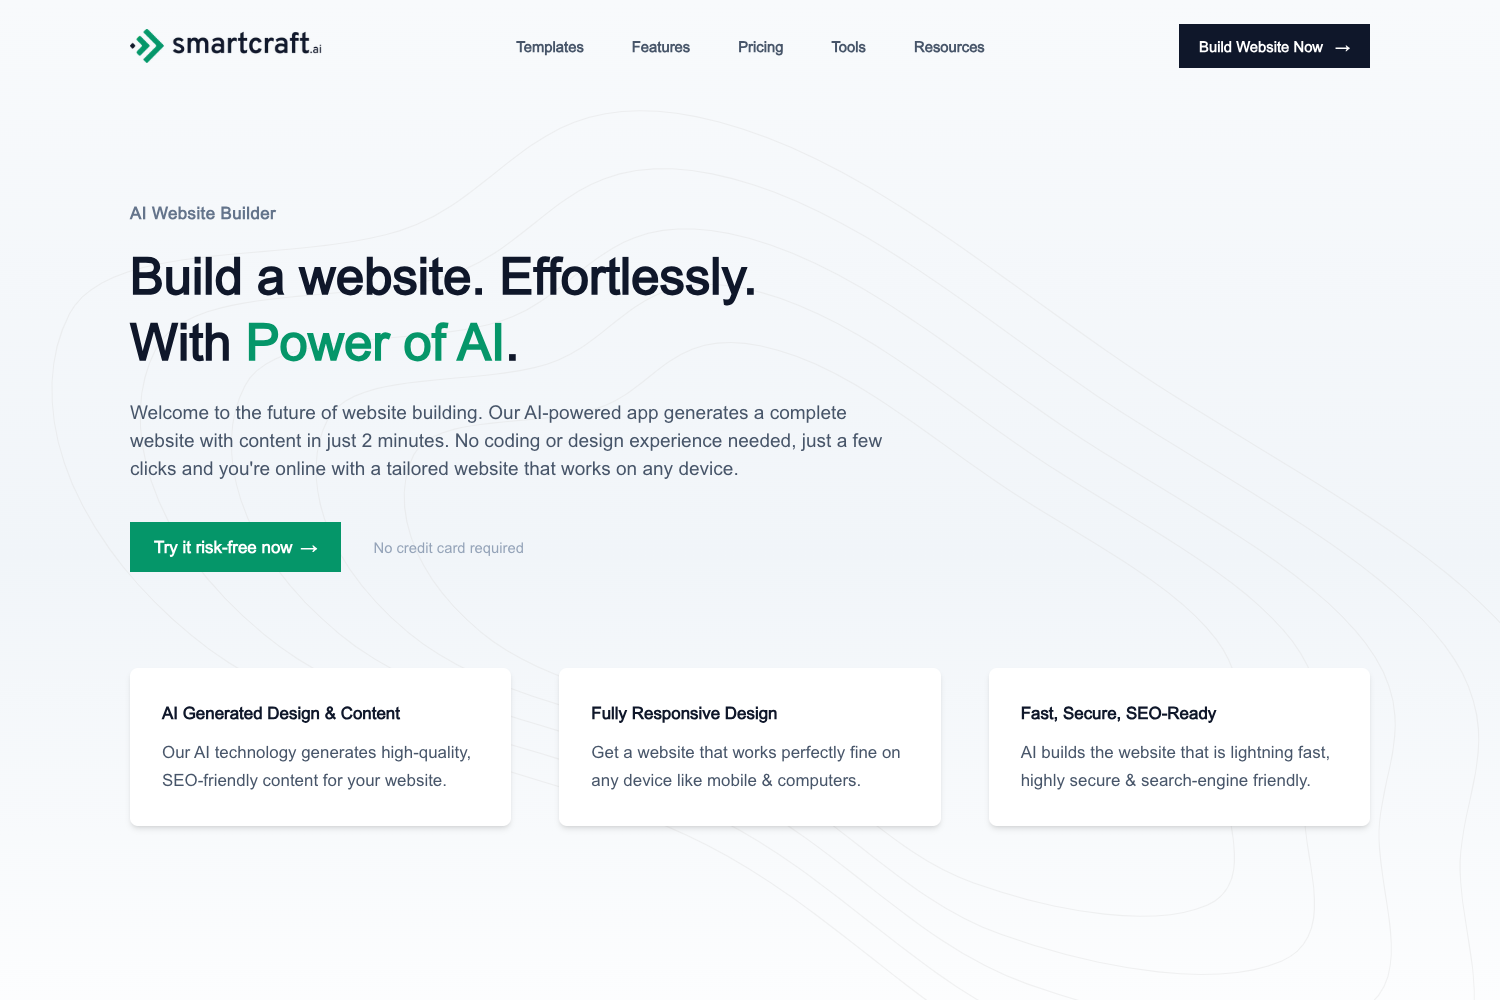 smartcraft.ai
Templates
Features
Pricing
Tools
Resources
Build Website Now →
AI Website Builder
Build a website. Effortlessly.
With Power of AI.
Welcome to the future of website building. Our AI-powered app generates a complete
website with content in just 2 minutes. No coding or design experience needed, just a few
clicks and you're online with a tailored website that works on any device.
Try it risk-free now →
No credit card required
AI Generated Design & Content
Our AI technology generates high-quality,
SEO-friendly content for your website.
Fully Responsive Design
Get a website that works perfectly fine on
any device like mobile & computers.
Fast, Secure, SEO-Ready
AI builds the website that is lightning fast,
highly secure & search-engine friendly.